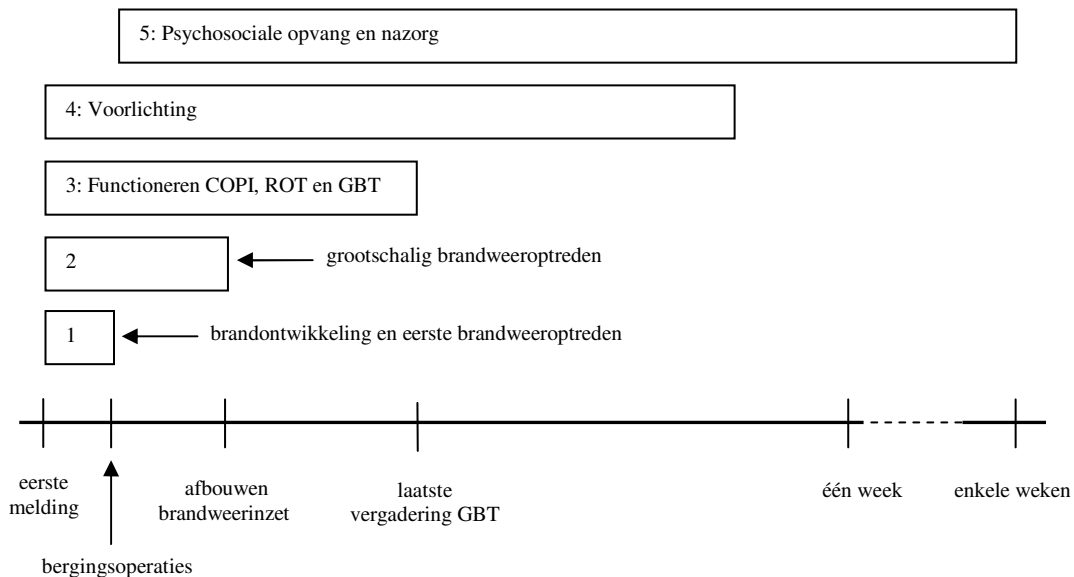 5: Psychosociale opvang en nazorg
4: Voorlichting
3: Functioneren COPI, ROT en GBT
2
grootschalig brandweeroptreden
1
brandontwikkeling en eerste brandweeroptreden
eerste
melding
afbouwen
brandweerinzet
laatste
vergadering GBT
één week
enkele weken
bergingsoperaties